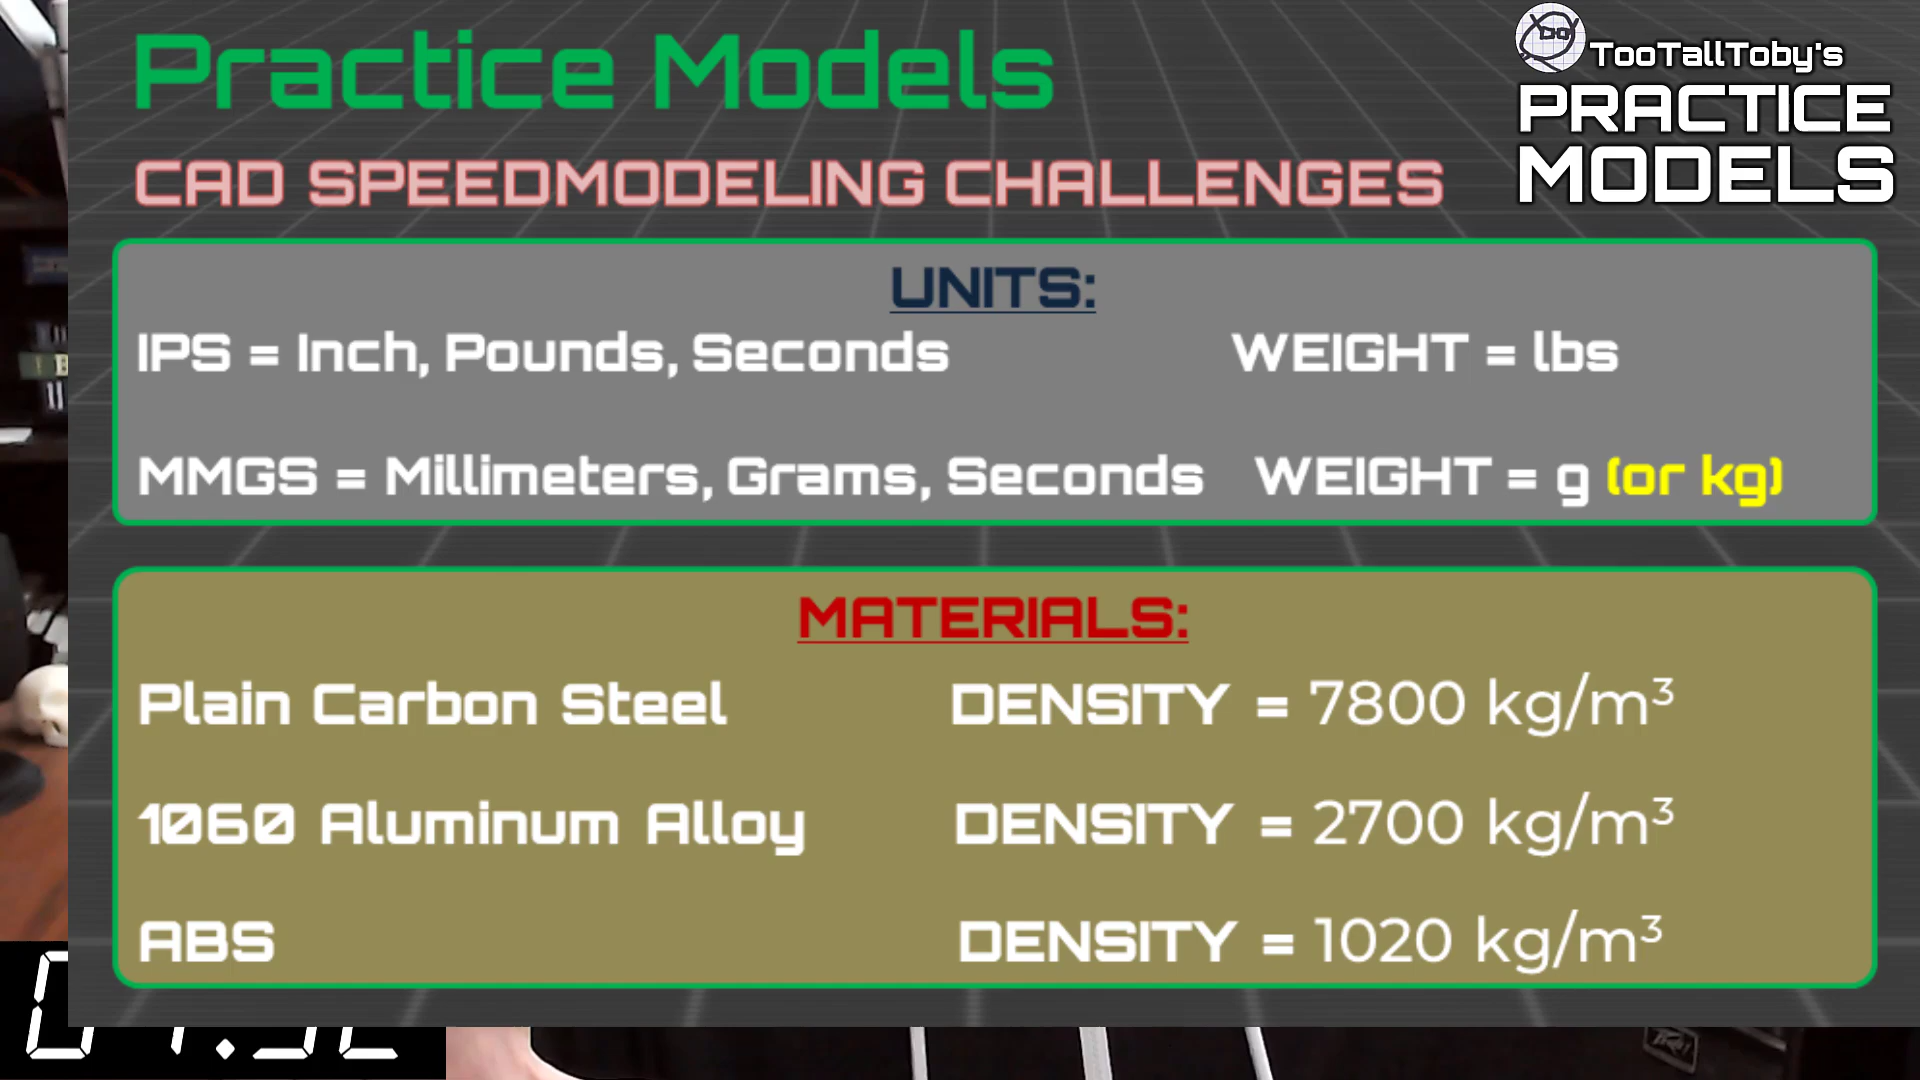 Practice Models
TooTallToby's
PRACTICE
MODELS
CAD SPEEDMODELING CHALLENGES
UNITS:
IPS = Inch, Pounds, Seconds WEIGHT = lbs
MMGS = Millimeters, Grams, Seconds WEIGHT = g (or kg)
MATERIALS:
Plain Carbon Steel DENSITY = 7800 kg/m³
1060 Aluminum Alloy DENSITY = 2700 kg/m³
ABS DENSITY = 1020 kg/m³